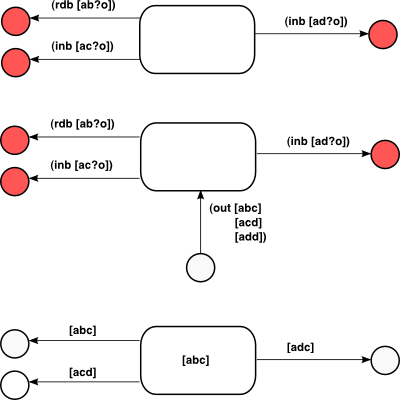 (rdb [ab?o])
(inb [ad?o])
(inb [ac?o])
(rdb [ab?o])
(inb [ad?o])
(inb [ac?o])
(out [abc]
[acd]
[add])
[abc]
[adc]
[abc]
[acd]